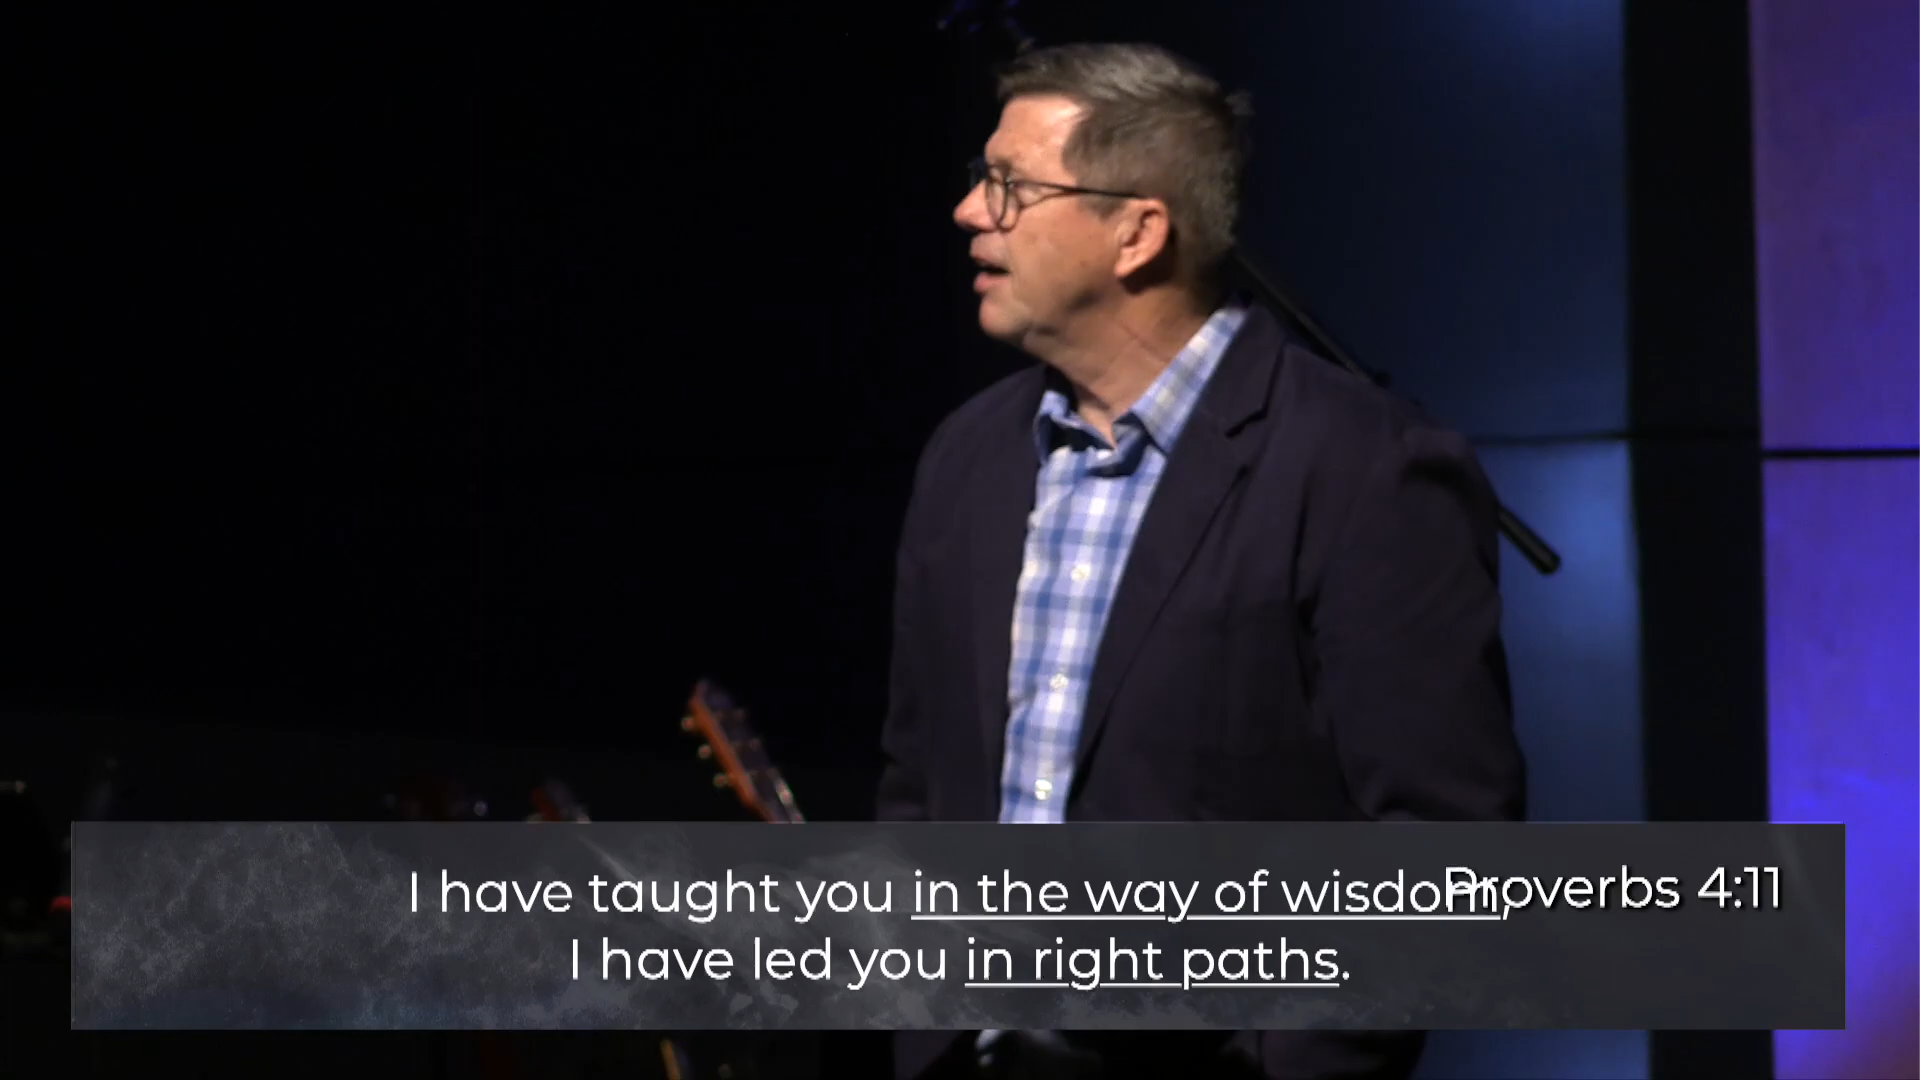 I have taught you in the way of wisdom,
Proverbs 4:11
I have led you in right paths.